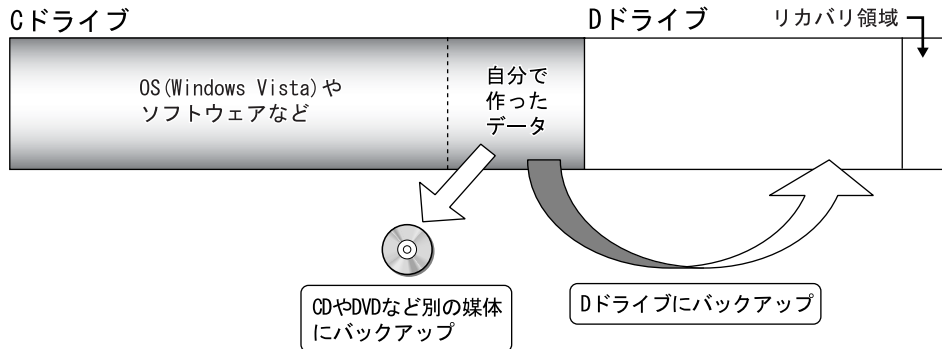 Cドライブ
Dドライブ
リカバリ領域
OS(Windows Vista)や
ソフトウェアなど
自分で
作った
データ
CDやDVDなど別の媒体
にバックアップ
Dドライブにバックアップ